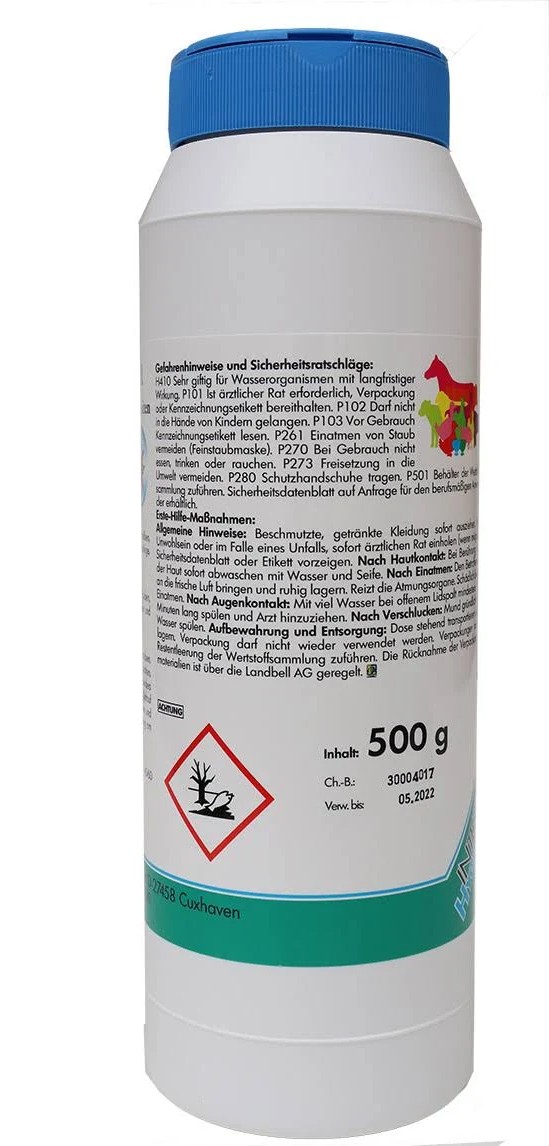 Gefahrenhinweise und Sicherheitsratschläge:
H410 Sehr giftig für Wasserorganismen mit langfristiger
Wirkung. P101 Ist ärztlicher Rat erforderlich, Verpackung
oder Kennzeichnungsetikett bereithalten. P102 Darf nicht
in die Hände von Kindern gelangen. P103 Vor Gebrauch
Kennzeichnungsetikett lesen. P261 Einatmen von Staub
vermeiden (Feinstaubmaske). P270 Bei Gebrauch nicht
essen, trinken oder rauchen. P273 Freisetzung in die
Umwelt vermeiden. P280 Schutzhandschuhe tragen. P501 Behälter der
sammlung zuführen. Sicherheitsdatenblatt auf Anfrage für den berufsmäßigen
der erhältlich.
Erste-Hilfe-Maßnahmen:
Allgemeine Hinweise: Beschmutzte, getränkte Kleidung sofort
Unwohlsein oder im Falle eines Unfalls, sofort ärztlichen Rat einholen (wenn
Sicherheitsdatenblatt oder Etikett vorzeigen. Nach Hautkontakt: Bei
der Haut sofort abwaschen mit Wasser und Seife. Nach Einatmen: Den
an die frische Luft bringen und ruhig lagern. Reizt die Atmungsorgane.
Einatmen. Nach Augenkontakt: Mit viel Wasser bei offenem Lidspalt
Minuten lang spülen und Arzt hinzuziehen. Nach Verschlucken: Mund
Wasser spülen. Aufbewahrung und Entsorgung: Dose stehend
lagern. Verpackung darf nicht wieder verwendet werden. Verpackungen
Restentleerung der Wertstoffsammlung zuführen. Die Rücknahme der
materialien ist über die Landbell AG geregelt.
ACHTUNG
Inhalt: 500 g
Ch.-B.: 30004017
Verw. bis: 05.2022
27458 Cuxhaven